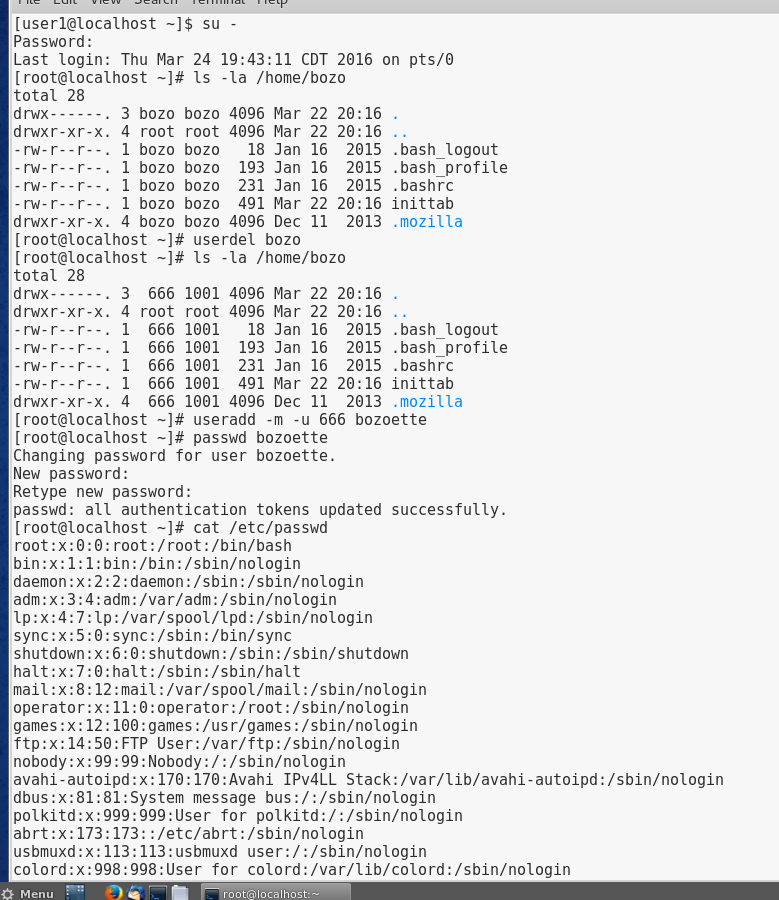 File Edit View Search Terminal Help
[user1@localhost ~]$ su -
Password:
Last login: Thu Mar 24 19:43:11 CDT 2016 on pts/0
[root@localhost ~]# ls -la /home/bozo
total 28
drwx------. 3 bozo bozo 4096 Mar 22 20:16 .
drwxr-xr-x. 4 root root 4096 Mar 22 20:16 ..
-rw-r--r--. 1 bozo bozo   18 Jan 16  2015 .bash_logout
-rw-r--r--. 1 bozo bozo  193 Jan 16  2015 .bash_profile
-rw-r--r--. 1 bozo bozo  231 Jan 16  2015 .bashrc
-rw-r--r--. 1 bozo bozo  491 Mar 22 20:16 inittab
drwxr-xr-x. 4 bozo bozo 4096 Dec 11  2013 .mozilla
[root@localhost ~]# userdel bozo
[root@localhost ~]# ls -la /home/bozo
total 28
drwx------. 3  666 1001 4096 Mar 22 20:16 .
drwxr-xr-x. 4 root root 4096 Mar 22 20:16 ..
-rw-r--r--. 1  666 1001   18 Jan 16  2015 .bash_logout
-rw-r--r--. 1  666 1001  193 Jan 16  2015 .bash_profile
-rw-r--r--. 1  666 1001  231 Jan 16  2015 .bashrc
-rw-r--r--. 1  666 1001  491 Mar 22 20:16 inittab
drwxr-xr-x. 4  666 1001 4096 Dec 11  2013 .mozilla
[root@localhost ~]# useradd -m -u 666 bozoette
[root@localhost ~]# passwd bozoette
Changing password for user bozoette.
New password:
Retype new password:
passwd: all authentication tokens updated successfully.
[root@localhost ~]# cat /etc/passwd
root:x:0:0:root:/root:/bin/bash
bin:x:1:1:bin:/bin:/sbin/nologin
daemon:x:2:2:daemon:/sbin:/sbin/nologin
adm:x:3:4:adm:/var/adm:/sbin/nologin
lp:x:4:7:lp:/var/spool/lpd:/sbin/nologin
sync:x:5:0:sync:/sbin:/bin/sync
shutdown:x:6:0:shutdown:/sbin:/sbin/shutdown
halt:x:7:0:halt:/sbin:/sbin/halt
mail:x:8:12:mail:/var/spool/mail:/sbin/nologin
operator:x:11:0:operator:/root:/sbin/nologin
games:x:12:100:games:/usr/games:/sbin/nologin
ftp:x:14:50:FTP User:/var/ftp:/sbin/nologin
nobody:x:99:99:Nobody:/:/sbin/nologin
avahi-autoipd:x:170:170:Avahi IPv4LL Stack:/var/lib/avahi-autoipd:/sbin/nologin
dbus:x:81:81:System message bus:/:/sbin/nologin
polkitd:x:999:999:User for polkitd:/:/sbin/nologin
abrt:x:173:173::/etc/abrt:/sbin/nologin
usbmuxd:x:113:113:usbmuxd user:/:/sbin/nologin
colord:x:998:998:User for colord:/var/lib/colord:/sbin/nologin
Menu root@localhost:~